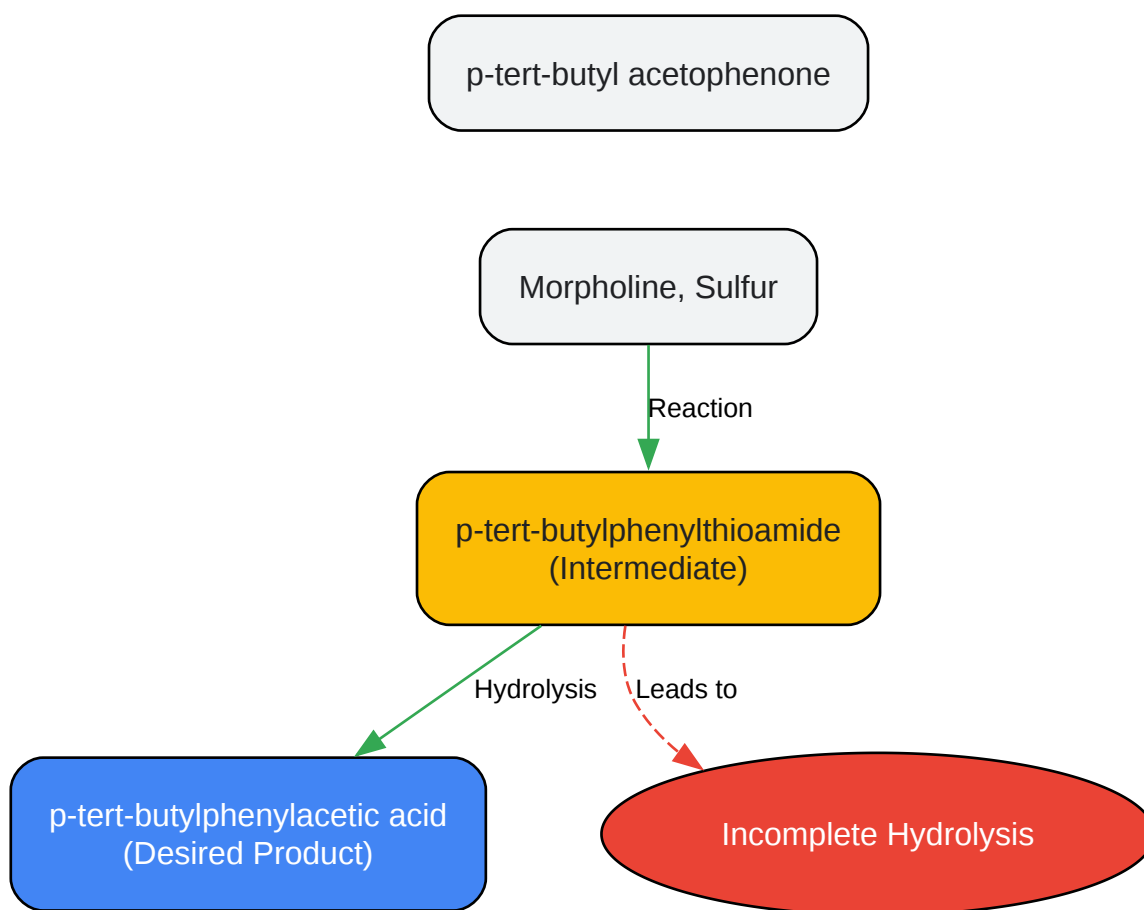 p-tert-butyl acetophenone
Morpholine, Sulfur
Reaction
p-tert-butylphenylthioamide
(Intermediate)
Hydrolysis
Leads to
p-tert-butylphenylacetic acid
(Desired Product)
Incomplete Hydrolysis